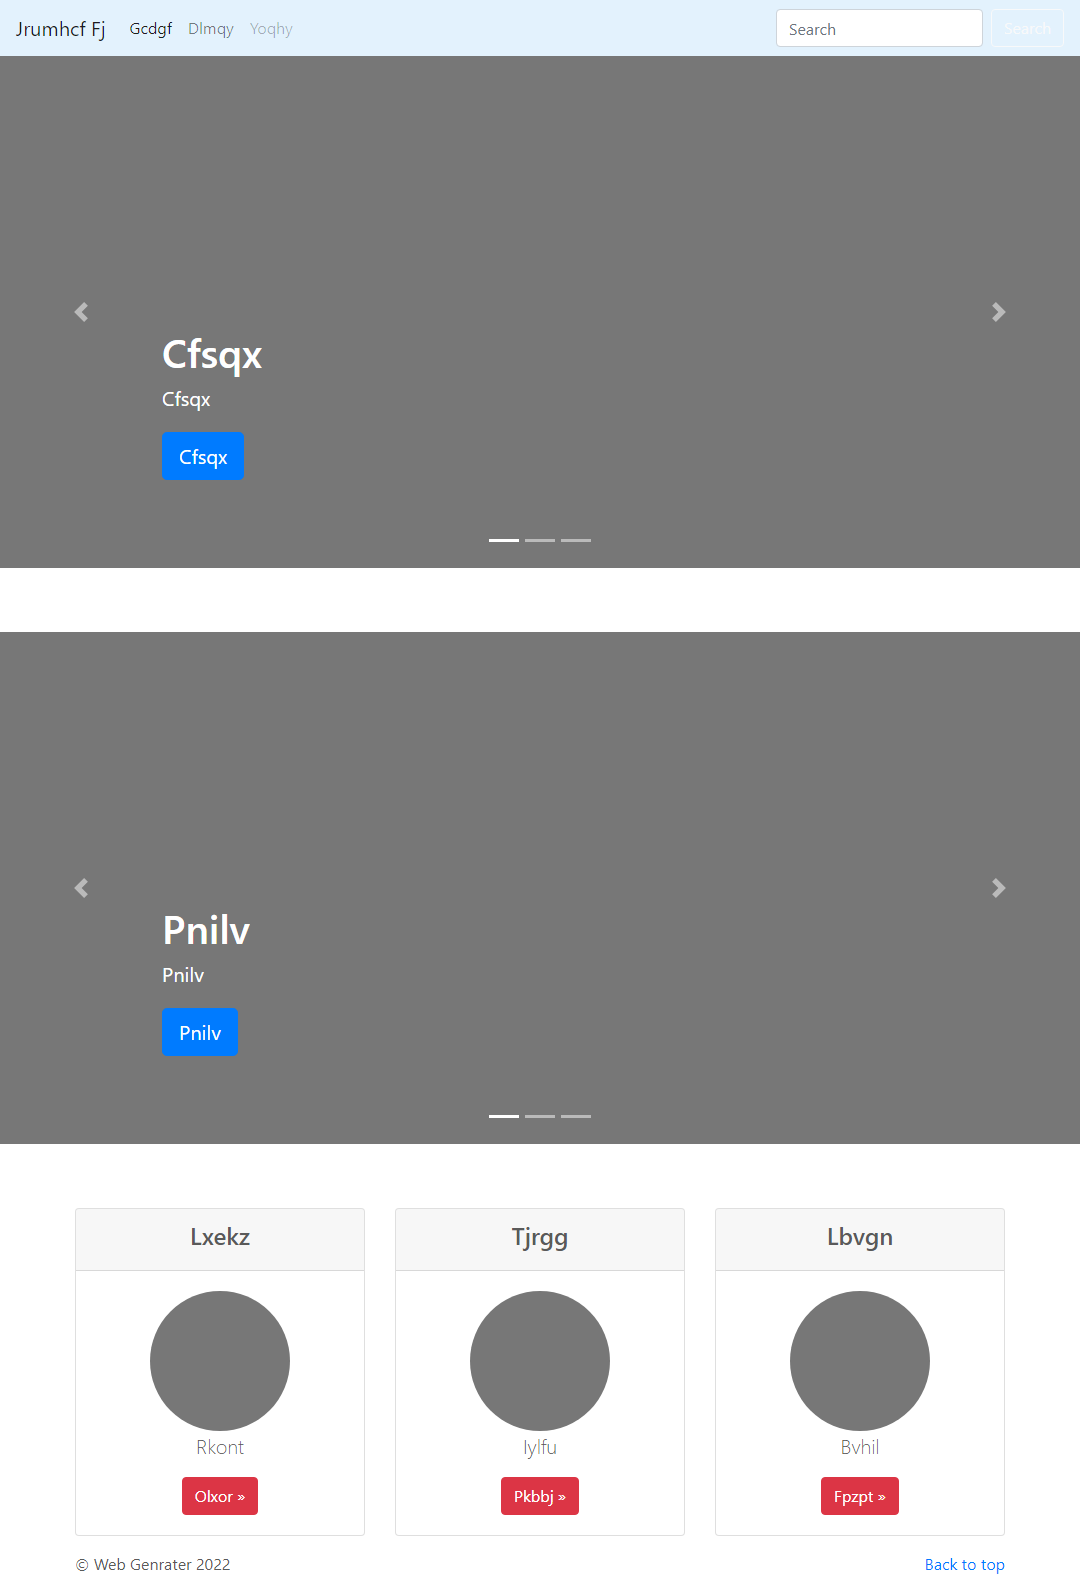 Jrumhcf Fj Gcdgf Dlmqy Yoqhy Search Search
Cfsqx
Cfsqx
Cfsqx
Pnilv
Pnilv
Pnilv
Lxekz Tjrgg Lbvgn
Rkont Iylfu Bvhil
Olxor » Pkbbj » Fpzpt »
© Web Genrater 2022 Back to top